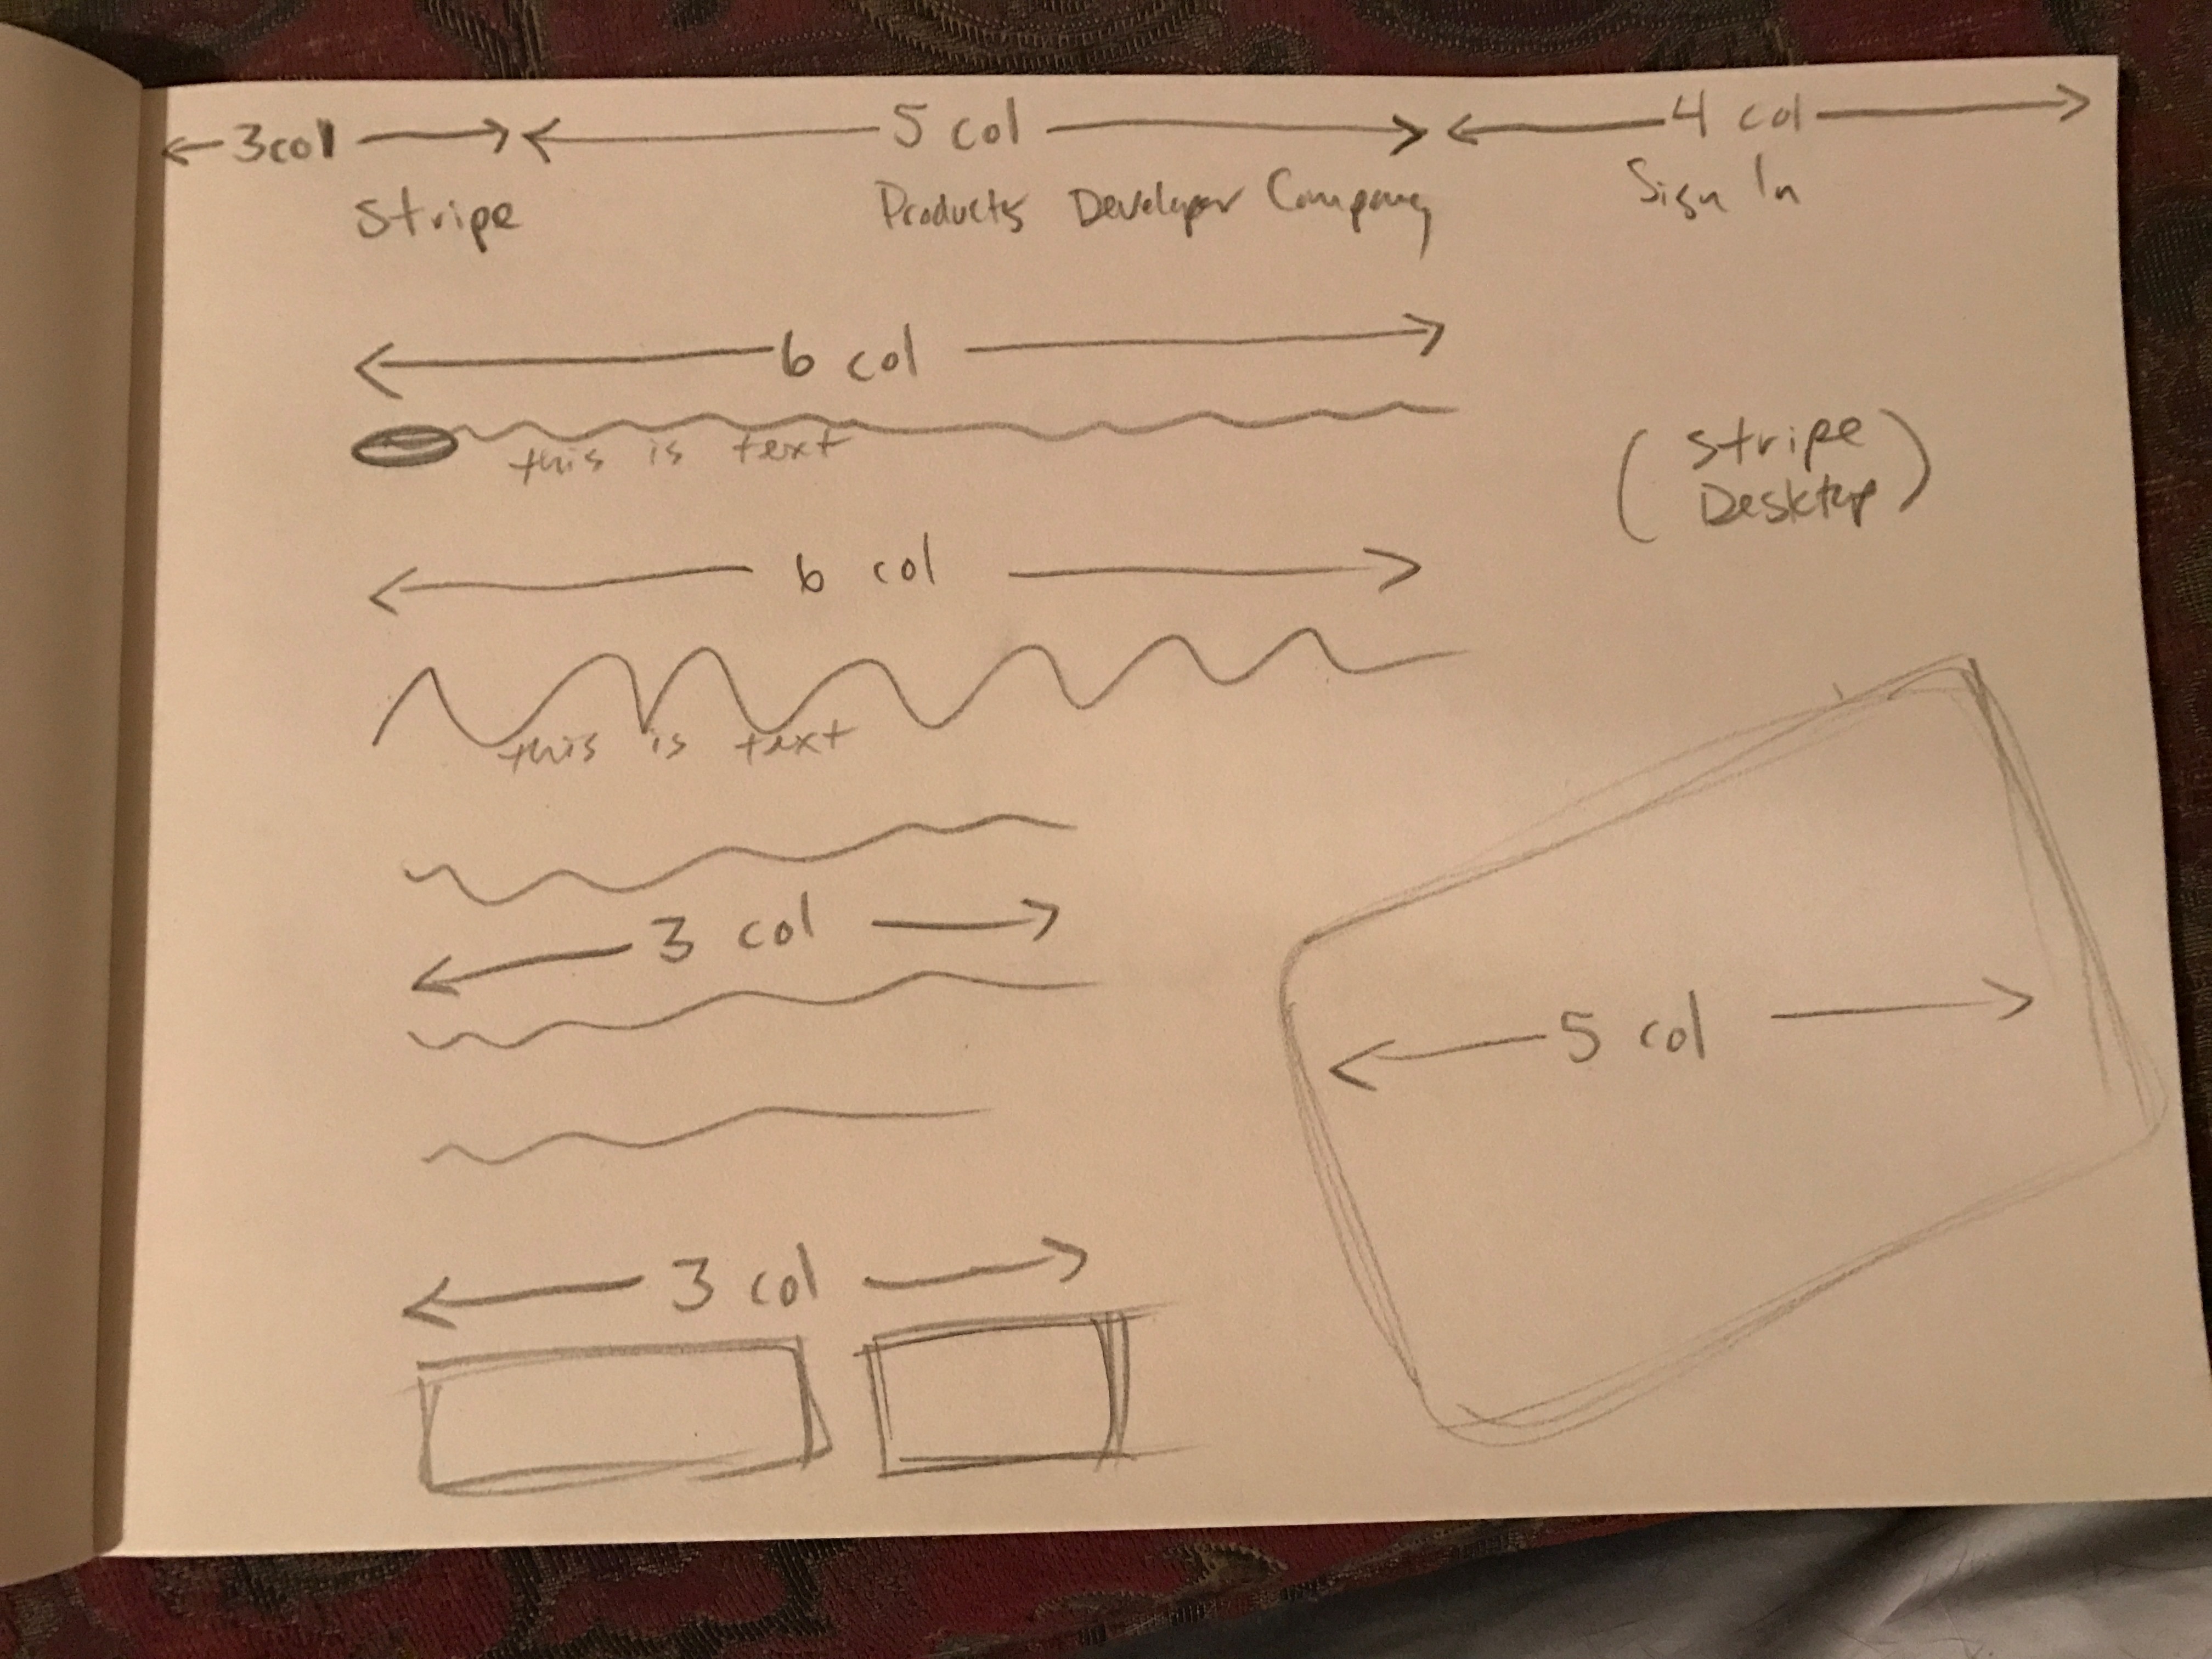 3col 5 col 4 col
Stripe Products Developer Company Sign In
6 col
this is text
(Stripe
Desktop)
6 col
this is text
3 col
5 col
3 col